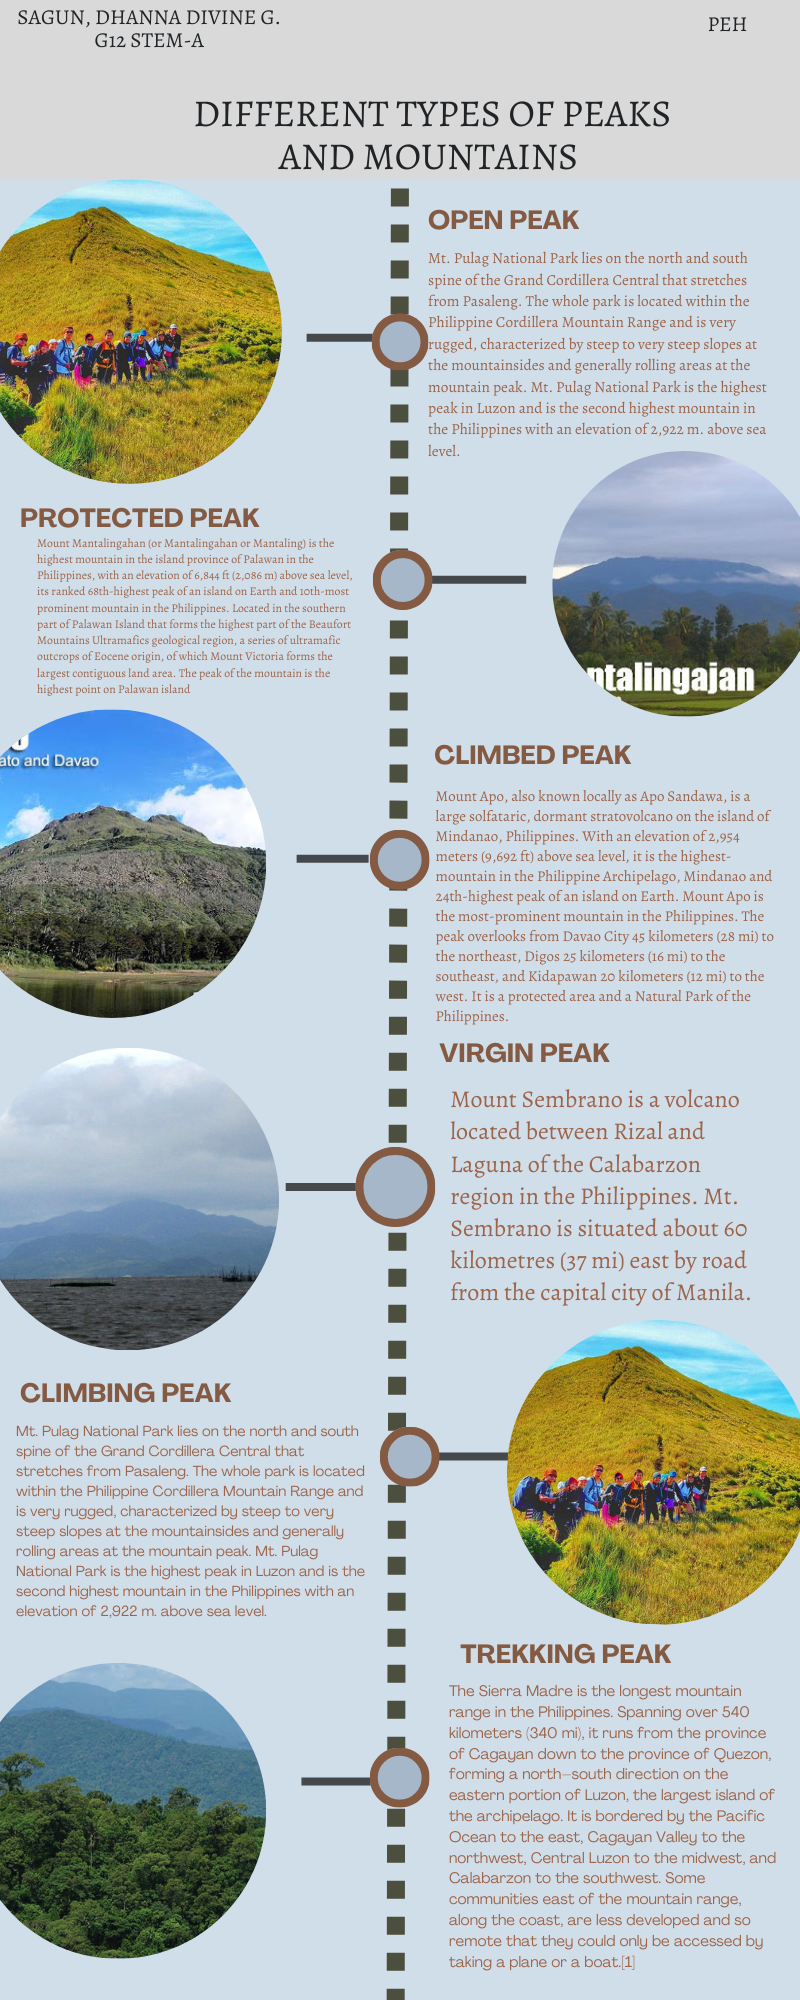 SAGUN, DHANNA DIVINE G.
G12 STEM-A
PEH
DIFFERENT TYPES OF PEAKS
AND MOUNTAINS
OPEN PEAK
Mt. Pulag National Park lies on the north and south
spine of the Grand Cordillera Central that stretches
from Pasaleng. The whole park is located within the
Philippine Cordillera Mountain Range and is very
rugged, characterized by steep to very steep slopes at
the mountainsides and generally rolling areas at the
mountain peak. Mt. Pulag National Park is the highest
peak in Luzon and is the second highest mountain in
the Philippines with an elevation of 2,922 m. above sea
level.
PROTECTED PEAK
Mount Mantalingahan (or Mantalingahan or Mantaling) is the
highest mountain in the island province of Palawan in the
Philippines, with an elevation of 6,844 ft (2,086 m) above sea level,
its ranked 68th-highest peak of an island on Earth and 10th-most
prominent mountain in the Philippines. Located in the southern
part of Palawan Island that forms the highest part of the Beaufort
Mountains Ultramafics geological region, a series of ultramafic
outcrops of Eocene origin, of which Mount Victoria forms the
largest contiguous land area. The peak of the mountain is the
highest point on Palawan island
ntalingajan
ato and Davao
CLIMBED PEAK
Mount Apo, also known locally as Apo Sandawa, is a
large solfataric, dormant stratovolcano on the island of
Mindanao, Philippines. With an elevation of 2,954
meters (9,692 ft) above sea level, it is the highest-
mountain in the Philippine Archipelago, Mindanao and
24th-highest peak of an island on Earth. Mount Apo is
the most-prominent mountain in the Philippines. The
peak overlooks from Davao City 45 kilometers (28 mi) to
the northeast, Digos 25 kilometers (16 mi) to the
southeast, and Kidapawan 20 kilometers (12 mi) to the
west. It is a protected area and a Natural Park of the
Philippines.
VIRGIN PEAK
Mount Sembrano is a volcano
located between Rizal and
Laguna of the Calabarzon
region in the Philippines. Mt.
Sembrano is situated about 60
kilometres (37 mi) east by road
from the capital city of Manila.
CLIMBING PEAK
Mt. Pulag National Park lies on the north and south
spine of the Grand Cordillera Central that
stretches from Pasaleng. The whole park is located
within the Philippine Cordillera Mountain Range and
is very rugged, characterized by steep to very
steep slopes at the mountainsides and generally
rolling areas at the mountain peak. Mt. Pulag
National Park is the highest peak in Luzon and is the
second highest mountain in the Philippines with an
elevation of 2,922 m. above sea level.
TREKKING PEAK
The Sierra Madre is the longest mountain
range in the Philippines. Spanning over 540
kilometers (340 mi), it runs from the province
of Cagayan down to the province of Quezon,
forming a north–south direction on the
eastern portion of Luzon, the largest island of
the archipelago. It is bordered by the Pacific
Ocean to the east, Cagayan Valley to the
northwest, Central Luzon to the midwest, and
Calabarzon to the southwest. Some
communities east of the mountain range,
along the coast, are less developed and so
remote that they could only be accessed by
taking a plane or a boat.[1]